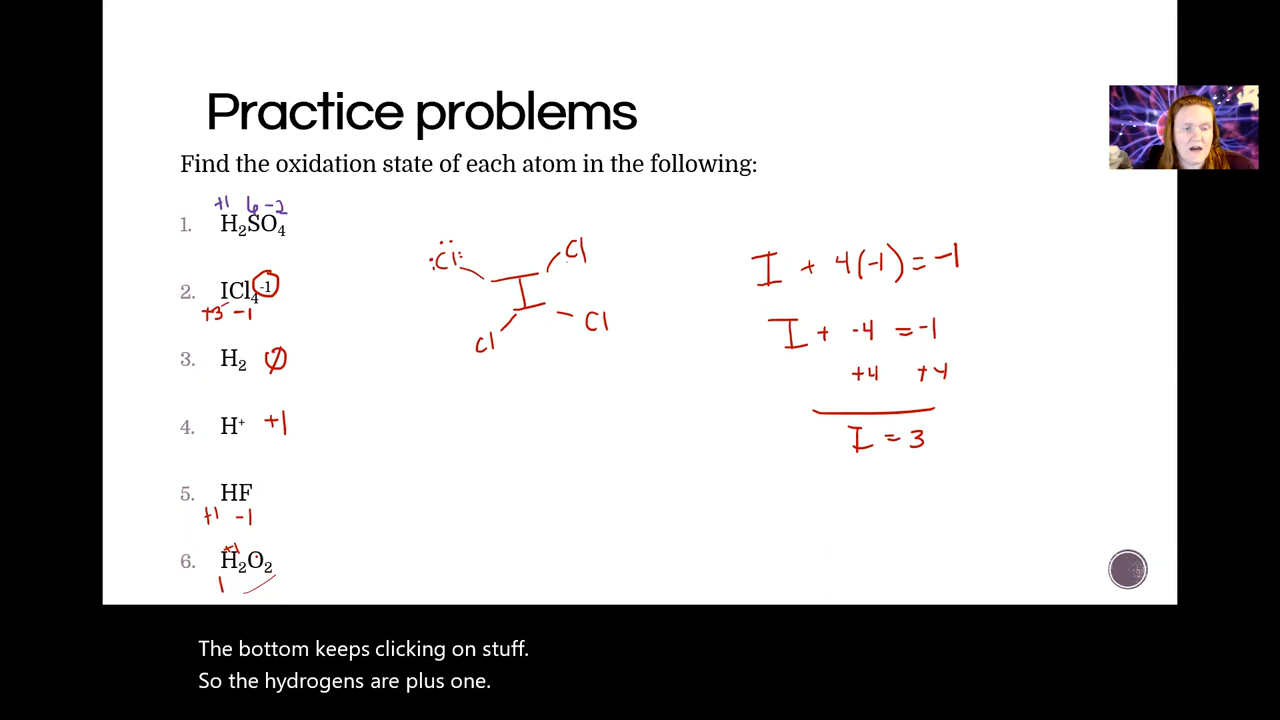 Practice problems
Find the oxidation state of each atom in the following:
+1 6 -2
1. H₂SO₄
2. ICl₄⁻¹
+3 -1
3. H₂ ∅
4. H⁺ +1
5. HF
+1 -1
+1
6. H₂O₂
1
:Cl: Cl
I
Cl Cl
I + 4(-1) = -1
I + -4 = -1
+4 +4
I = 3
The bottom keeps clicking on stuff.
So the hydrogens are plus one.